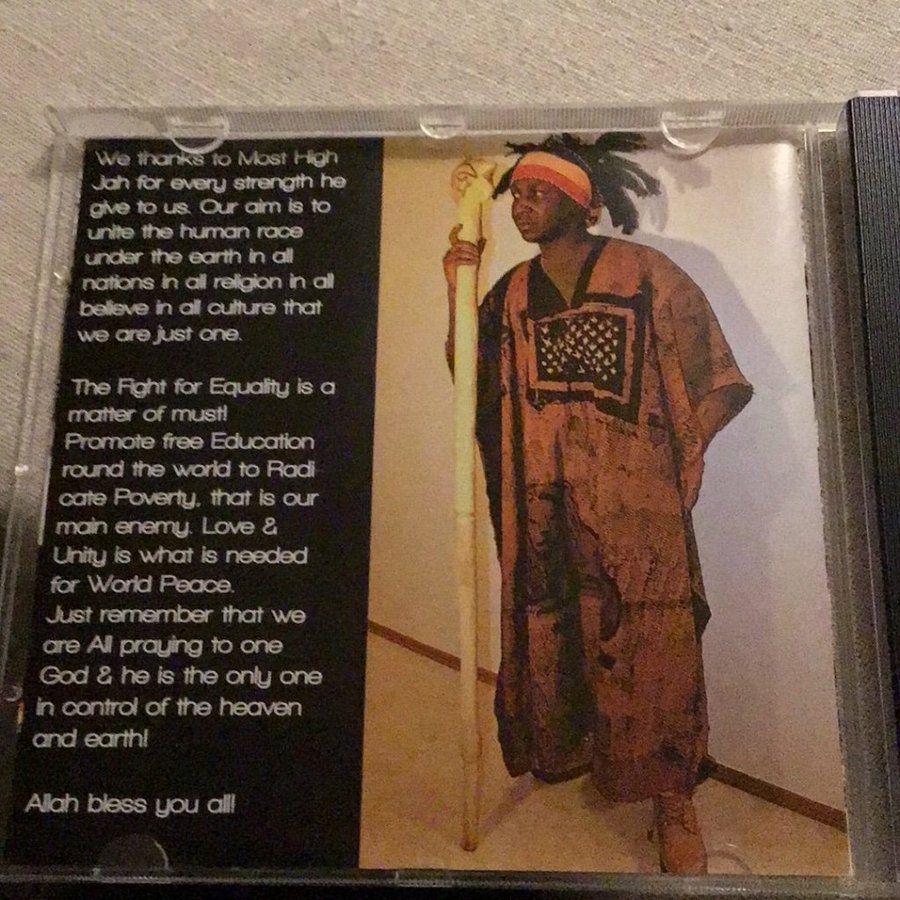 We thanks to Most High
Jah for every strength he
give to us. Our aim is to
unite the human race
under the earth in all
nations in all religion in all
believe in all culture that
we are just one.
The Fight for Equality is a
matter of must!
Promote free Education
round the world to Radi
cate Poverty, that is our
main enemy. Love &
Unity is what is needed
for World Peace.
Just remember that we
are All praying to one
God & he is the only one
in control of the heaven
and earth!
Allah bless you all!